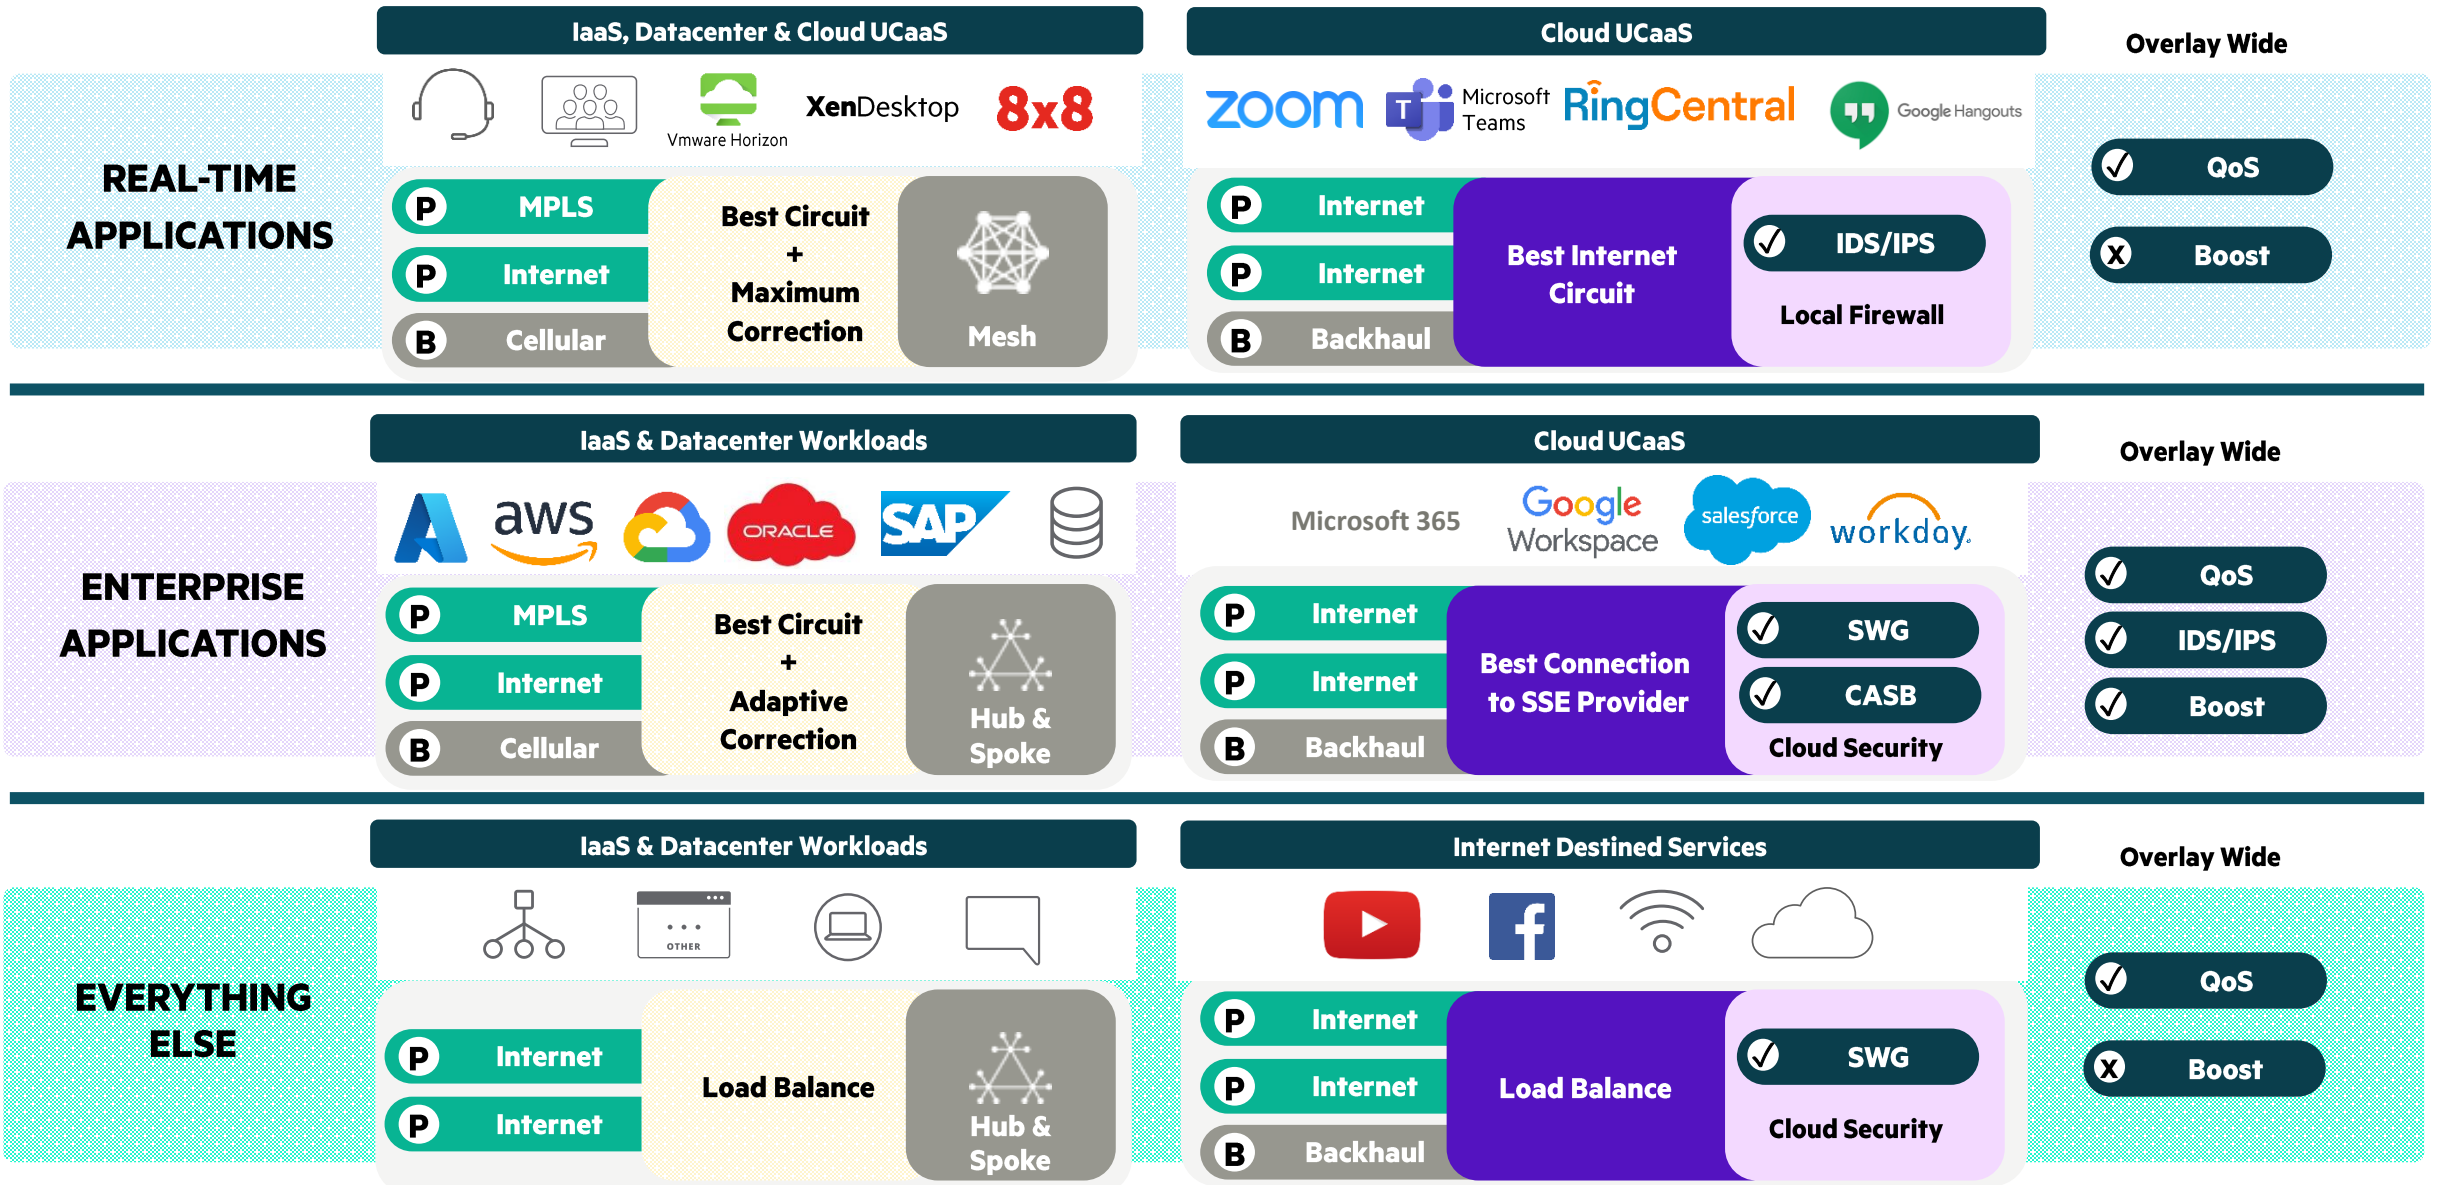 IaaS, Datacenter & Cloud UCaaS
Cloud UCaaS
Overlay Wide
REAL-TIME
APPLICATIONS
Vmware Horizon
XenDesktop
8x8
zoom
T
Microsoft
Teams
RingCentral
Google Hangouts
P MPLS
P Internet
B Cellular
Best Circuit
+
Maximum
Correction
Mesh
P Internet
P Internet
B Backhaul
Best Internet
Circuit
IDS/IPS
Local Firewall
QoS
X Boost
IaaS & Datacenter Workloads
Cloud UCaaS
Overlay Wide
ENTERPRISE
APPLICATIONS
aws
ORACLE
SAP
Microsoft 365
Google
Workspace
salesforce
workday.
P MPLS
P Internet
B Cellular
Best Circuit
+
Adaptive
Correction
Hub &
Spoke
P Internet
P Internet
B Backhaul
Best Connection
to SSE Provider
SWG
CASB
Cloud Security
QoS
IDS/IPS
Boost
IaaS & Datacenter Workloads
Internet Destined Services
Overlay Wide
EVERYTHING
ELSE
OTHER
f
P Internet
P Internet
Load Balance
Hub &
Spoke
P Internet
P Internet
B Backhaul
Load Balance
SWG
Cloud Security
QoS
X Boost